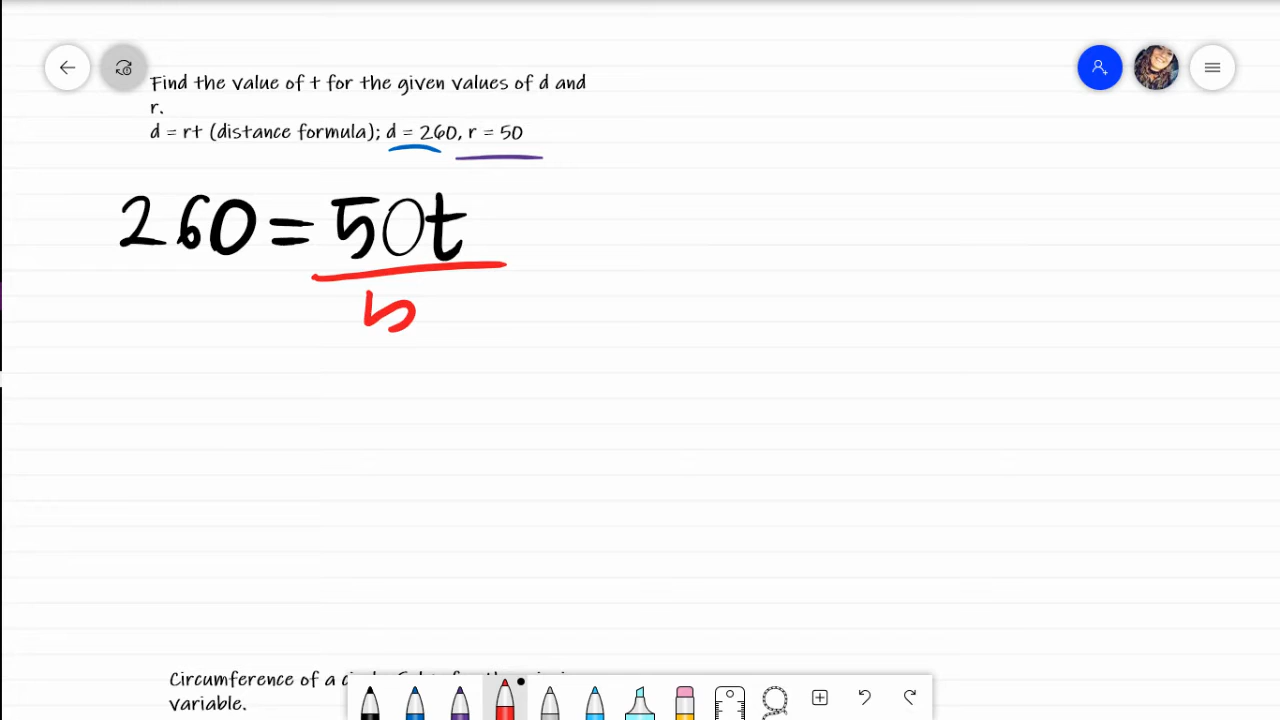 Find the value of t for the given values of d and
r.
d = rt (distance formula); d = 260, r = 50
260 = 50t
5
Circumference of a
variable.